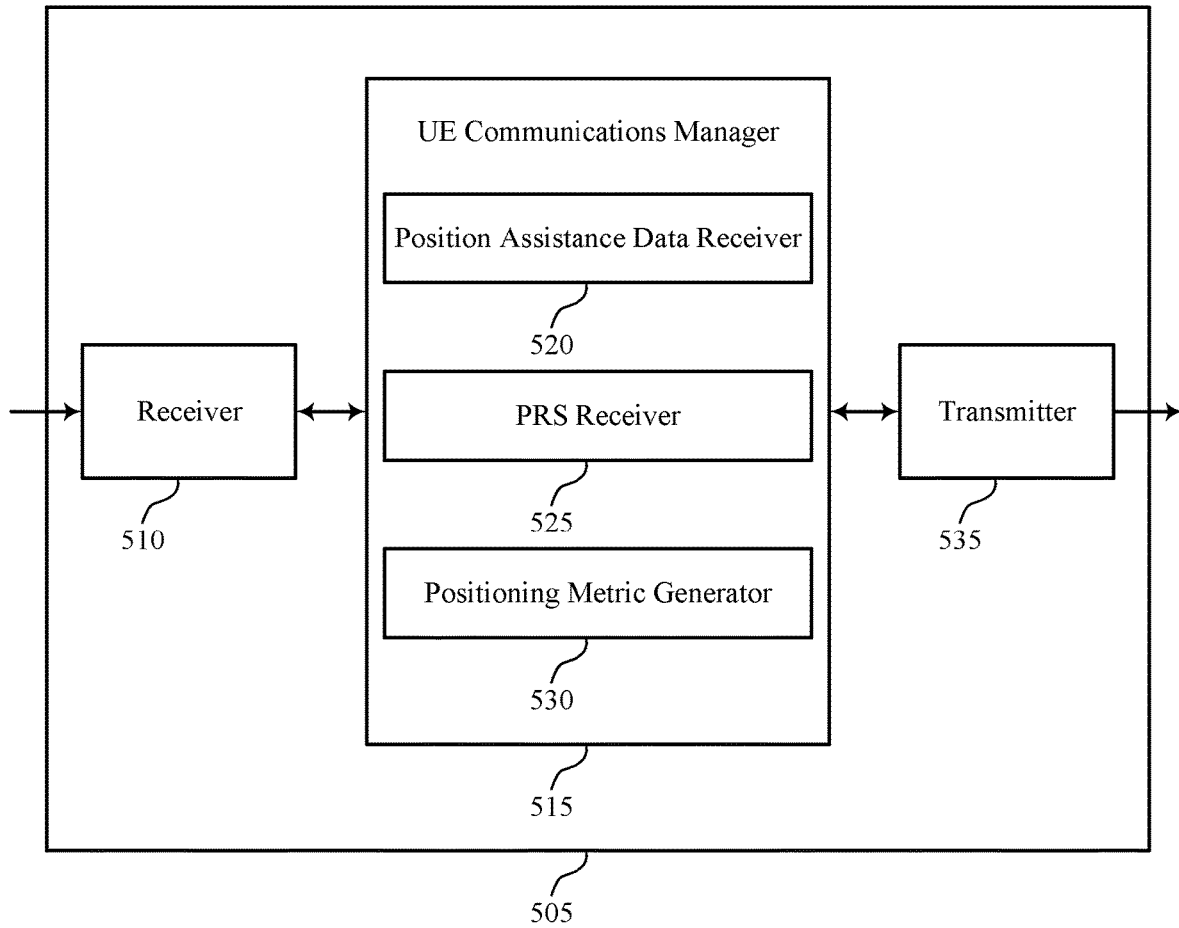 UE Communications Manager
Position Assistance Data Receiver
520
Receiver
PRS Receiver
Transmitter
510
525
535
Positioning Metric Generator
530
515
505